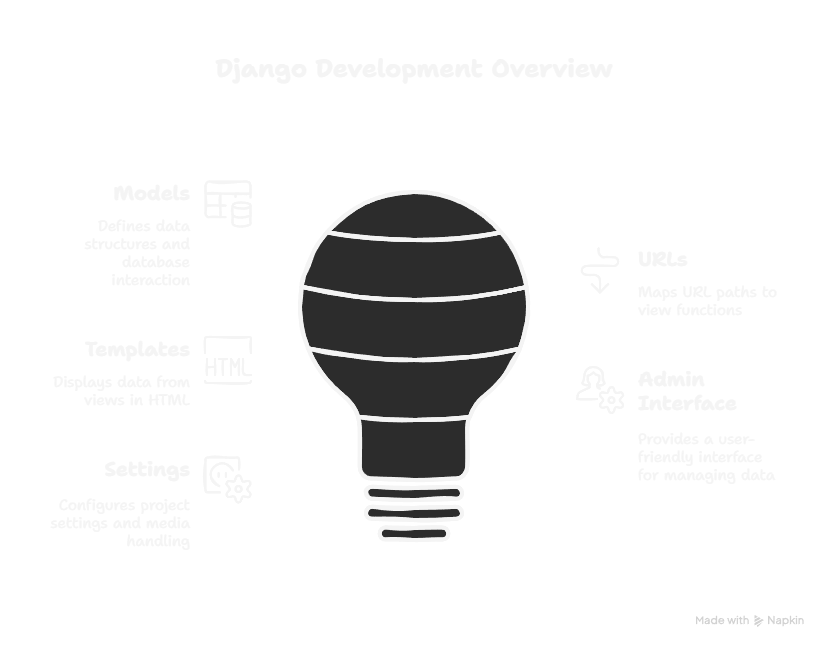 Django Development Overview
Models
Defines data
structures and
database
interaction
Templates
Displays data from
views in HTML
HTML
Settings
Configures project
settings and media
handling
URLs
Maps URL paths to
view functions
Admin
Interface
Provides a user-
friendly interface
for managing data
Made with Napkin